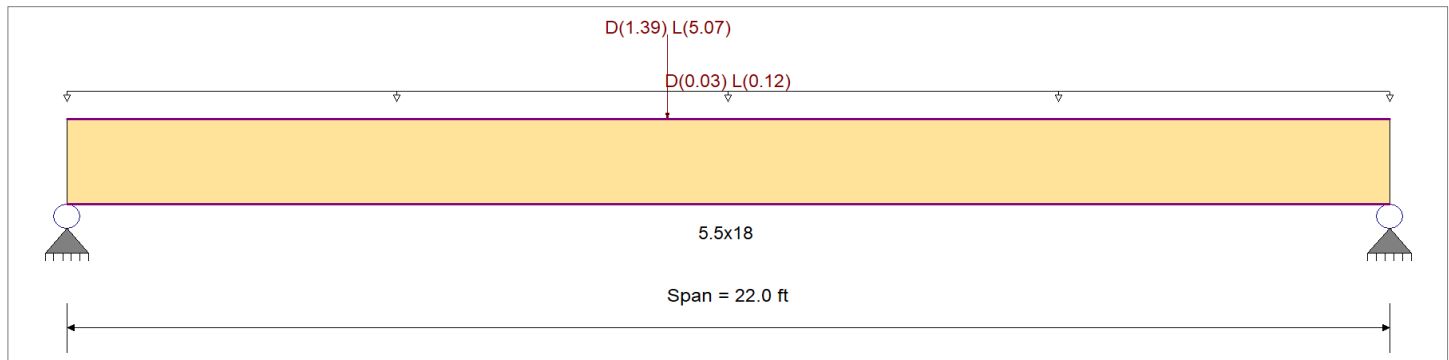 D(1.39) L(5.07)
D(0.03) L(0.12)
5.5x18
Span = 22.0 ft